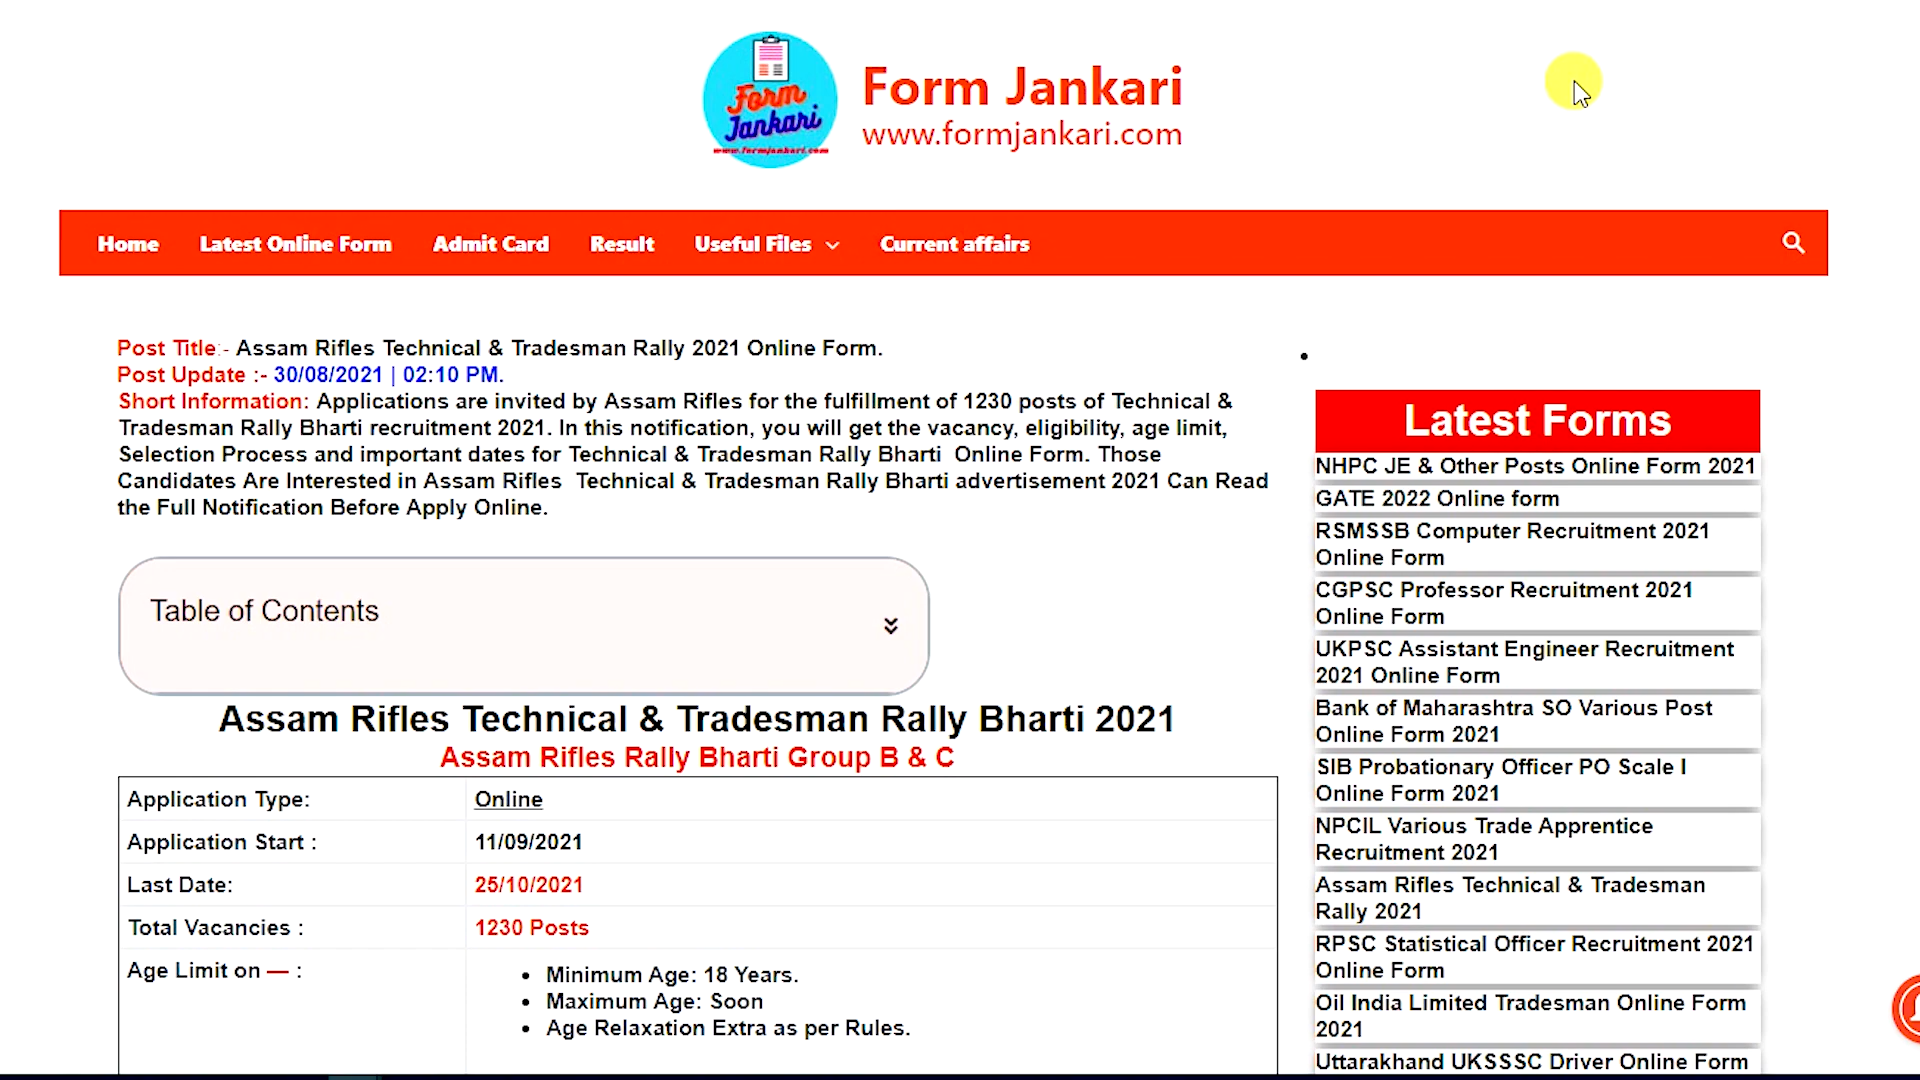 Form
Jankari
www.formjankari.com
Form Jankari
www.formjankari.com
Home
Latest Online Form
Admit Card
Result
Useful Files
Current affairs
Post Title:- Assam Rifles Technical & Tradesman Rally 2021 Online Form.
Post Update :- 30/08/2021 | 02:10 PM.
Short Information: Applications are invited by Assam Rifles for the fulfillment of 1230 posts of Technical &
Tradesman Rally Bharti recruitment 2021. In this notification, you will get the vacancy, eligibility, age limit,
Selection Process and important dates for Technical & Tradesman Rally Bharti Online Form. Those
Candidates Are Interested in Assam Rifles Technical & Tradesman Rally Bharti advertisement 2021 Can Read
the Full Notification Before Apply Online.
Table of Contents
Assam Rifles Technical & Tradesman Rally Bharti 2021
Assam Rifles Rally Bharti Group B & C
Application Type: Online
Application Start : 11/09/2021
Last Date: 25/10/2021
Total Vacancies : 1230 Posts
Age Limit on — :
• Minimum Age: 18 Years.
• Maximum Age: Soon
• Age Relaxation Extra as per Rules.
Latest Forms
NHPC JE & Other Posts Online Form 2021
GATE 2022 Online form
RSMSSB Computer Recruitment 2021
Online Form
CGPSC Professor Recruitment 2021
Online Form
UKPSC Assistant Engineer Recruitment
2021 Online Form
Bank of Maharashtra SO Various Post
Online Form 2021
SIB Probationary Officer PO Scale I
Online Form 2021
NPCIL Various Trade Apprentice
Recruitment 2021
Assam Rifles Technical & Tradesman
Rally 2021
RPSC Statistical Officer Recruitment 2021
Online Form
Oil India Limited Tradesman Online Form
2021
Uttarakhand UKSSSC Driver Online Form